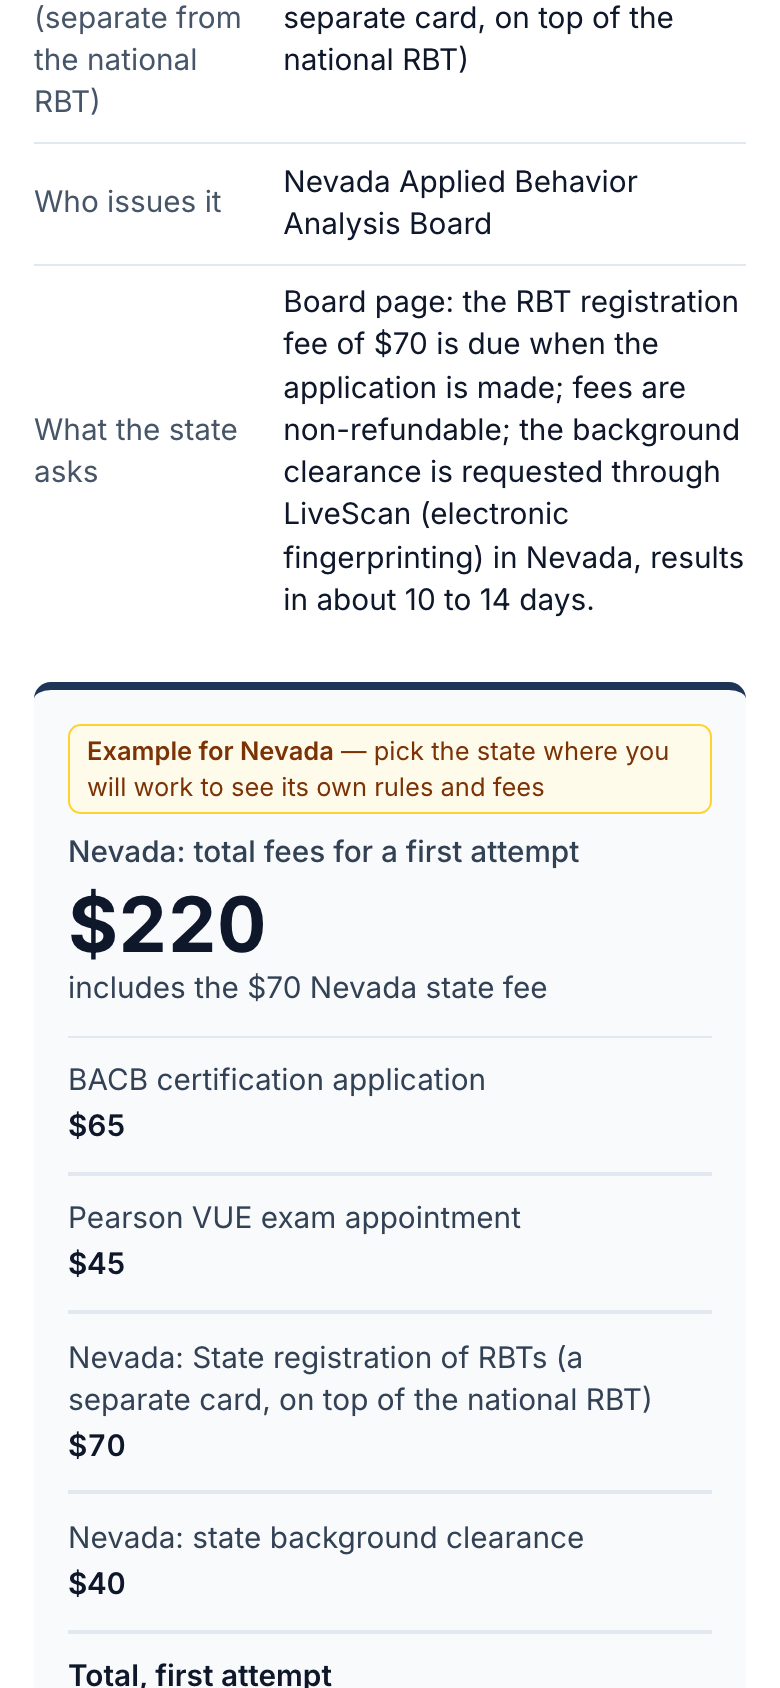 (separate from
the national
RBT)
separate card, on top of the
national RBT)
Who issues it
Nevada Applied Behavior
Analysis Board
What the state
asks
Board page: the RBT registration
fee of $70 is due when the
application is made; fees are
non-refundable; the background
clearance is requested through
LiveScan (electronic
fingerprinting) in Nevada, results
in about 10 to 14 days.
Example for Nevada — pick the state where you
will work to see its own rules and fees
Nevada: total fees for a first attempt
$220
includes the $70 Nevada state fee
BACB certification application
$65
Pearson VUE exam appointment
$45
Nevada: State registration of RBTs (a
separate card, on top of the national RBT)
$70
Nevada: state background clearance
$40
Total, first attempt